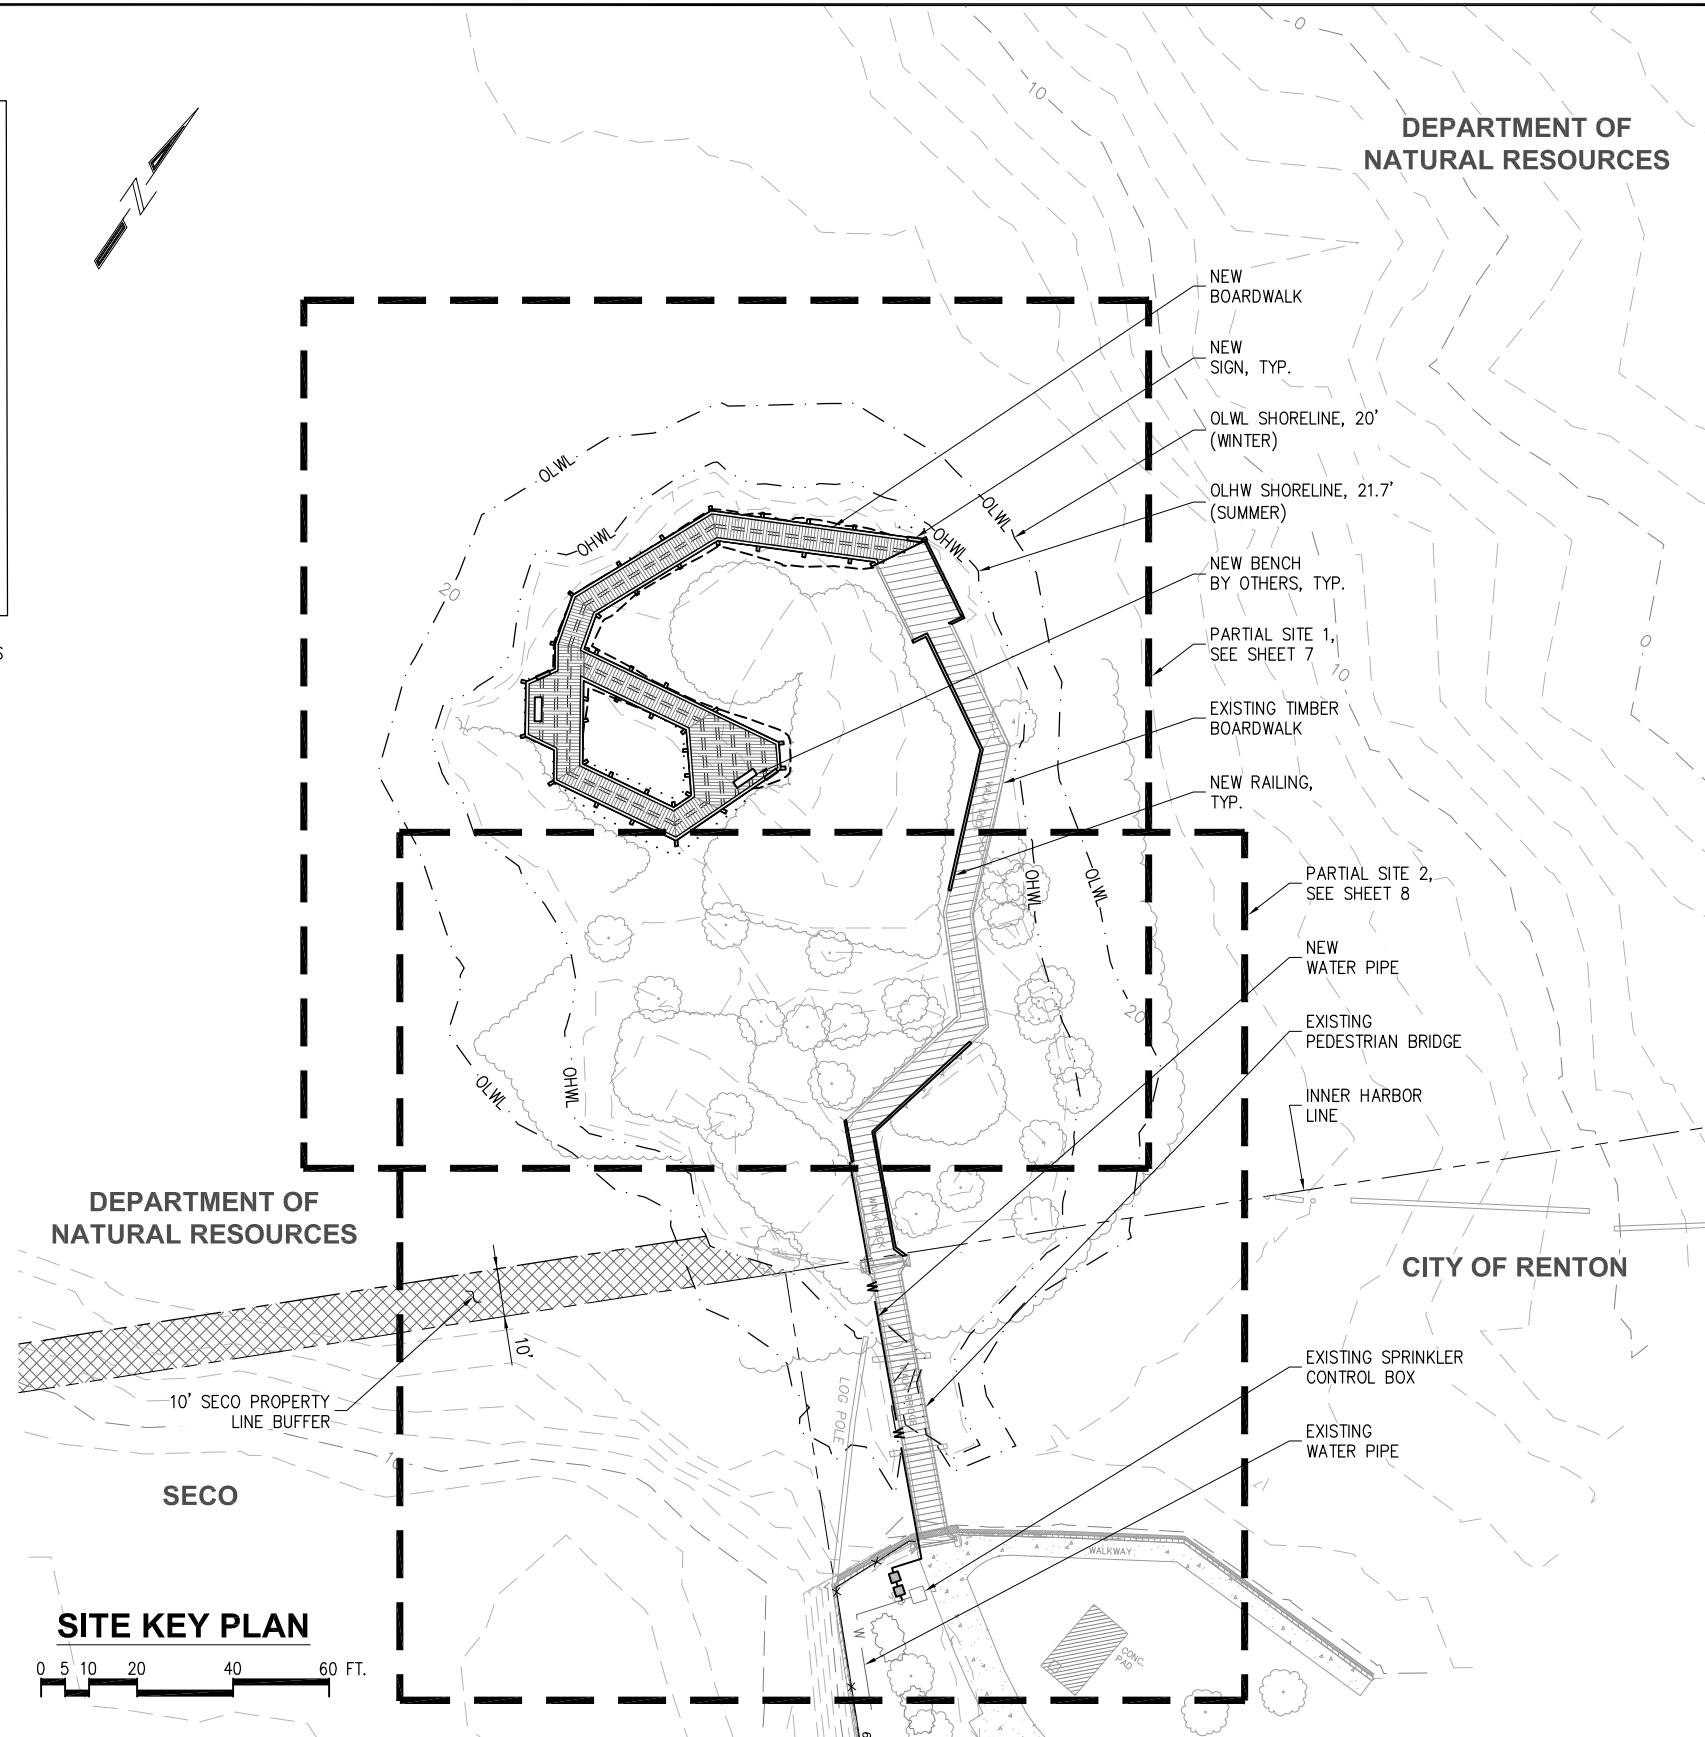 0
10
DEPARTMENT OF
NATURAL RESOURCES
N
NEW
BOARDWALK
NEW
SIGN, TYP.
OLWL SHORELINE, 20'
(WINTER)
OLHW SHORELINE, 21.7'
(SUMMER)
NEW BENCH
BY OTHERS, TYP.
PARTIAL SITE 1,
SEE SHEET 7
EXISTING TIMBER
BOARDWALK
NEW RAILING,
TYP.
PARTIAL SITE 2,
SEE SHEET 8
NEW
WATER PIPE
EXISTING
PEDESTRIAN BRIDGE
INNER HARBOR
LINE
OLWL
OHWL
OLWL
OHWL
20
S
0
10
OHWL
OLWL
20
OLWL
OHWL
DEPARTMENT OF
NATURAL RESOURCES
CITY OF RENTON
W
10'
10' SECO PROPERTY
LINE BUFFER
LOG POLE
W
EXISTING SPRINKLER
CONTROL BOX
EXISTING
WATER PIPE
SECO
10
WALKWAY
W
CONC.
PAD
SITE KEY PLAN
0 5 10 20 40 60 FT.